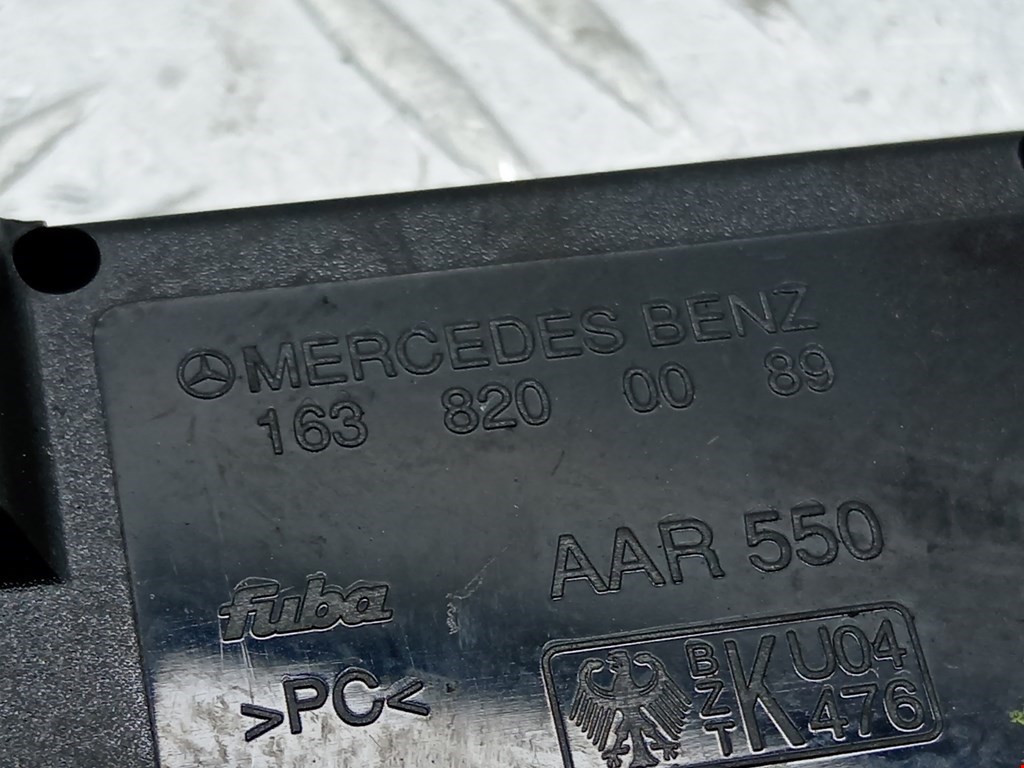 MERCEDES BENZ
163 820 00 89
AAR 550
fuba
>PC<
BZT K U04 476